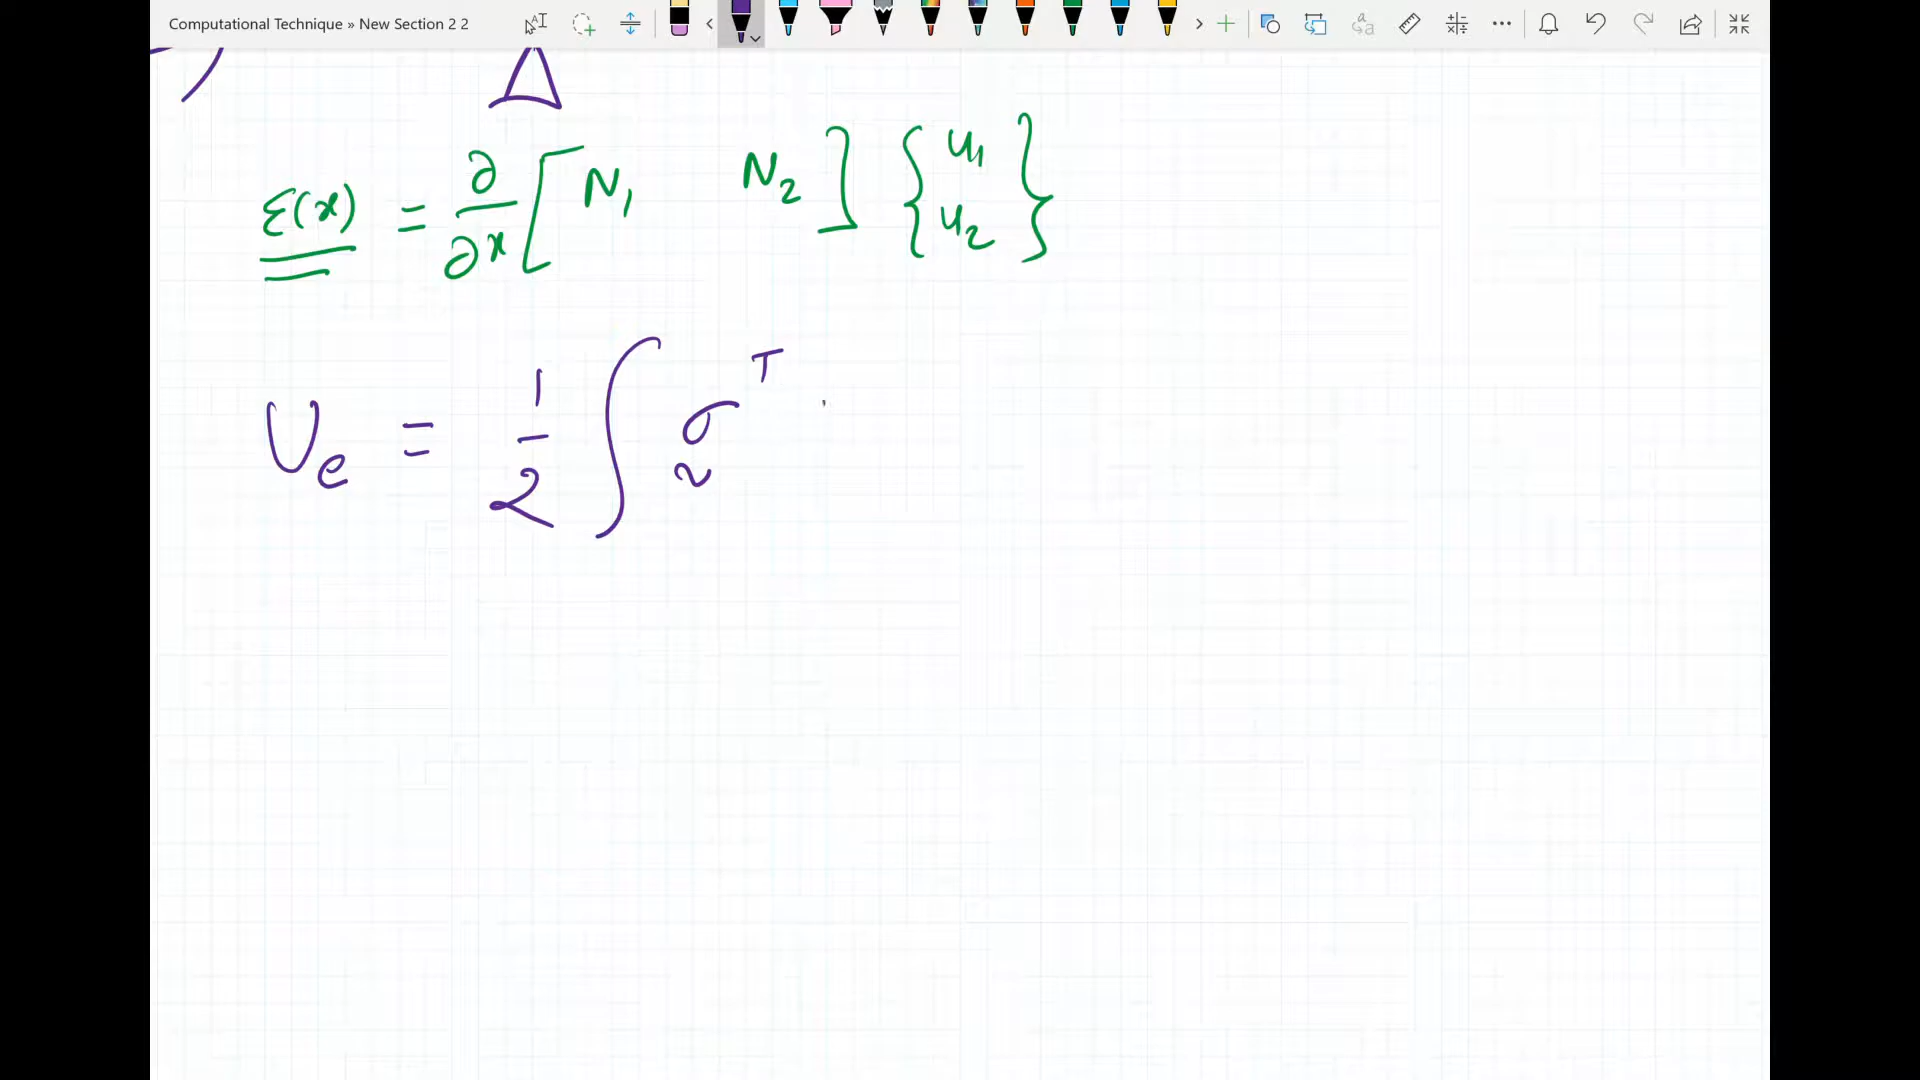 Computational Technique » New Section 2 2
ε(x) = ∂/∂x [ N₁ N₂ ] { u₁ u₂ }
Uₑ = 1/2 ∫ σ̰ ᵀ